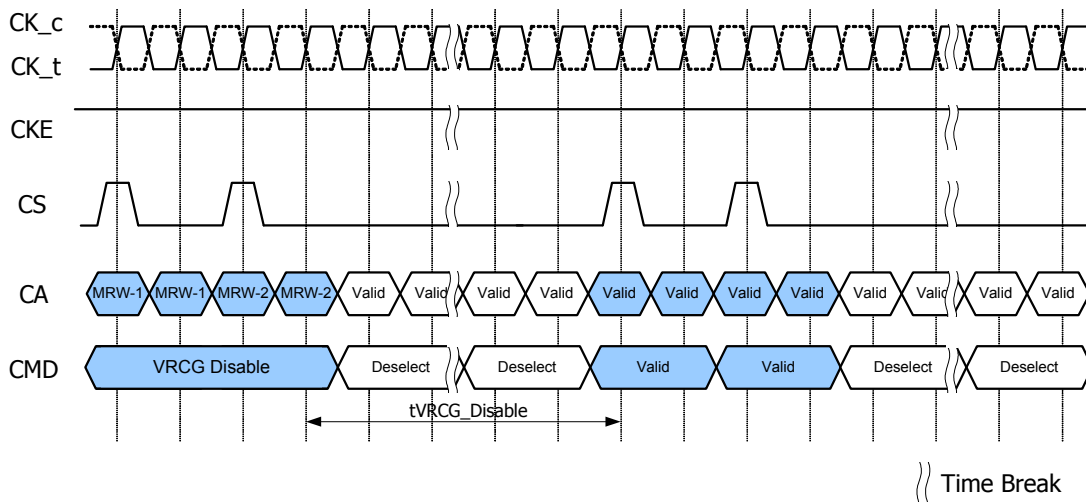 CK_c
CK_t
CKE
CS
CA MRW-1 MRW-1 MRW-2 MRW-2 Valid Valid Valid Valid Valid Valid Valid Valid Valid Valid Valid Valid
CMD VRCG Disable Deselect Deselect Valid Valid Deselect Deselect
tVRCG_Disable
Time Break